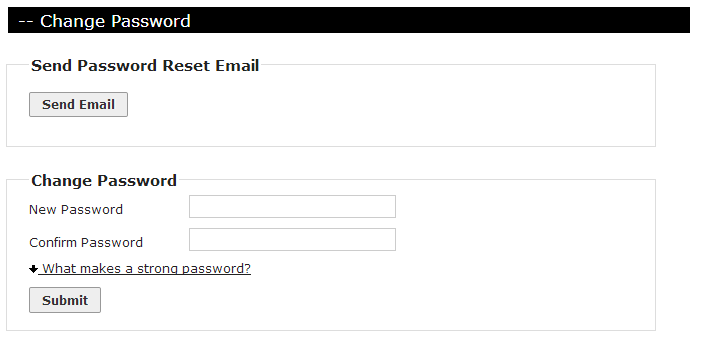 -- Change Password
Send Password Reset Email
Send Email
Change Password
New Password
Confirm Password
What makes a strong password?
Submit